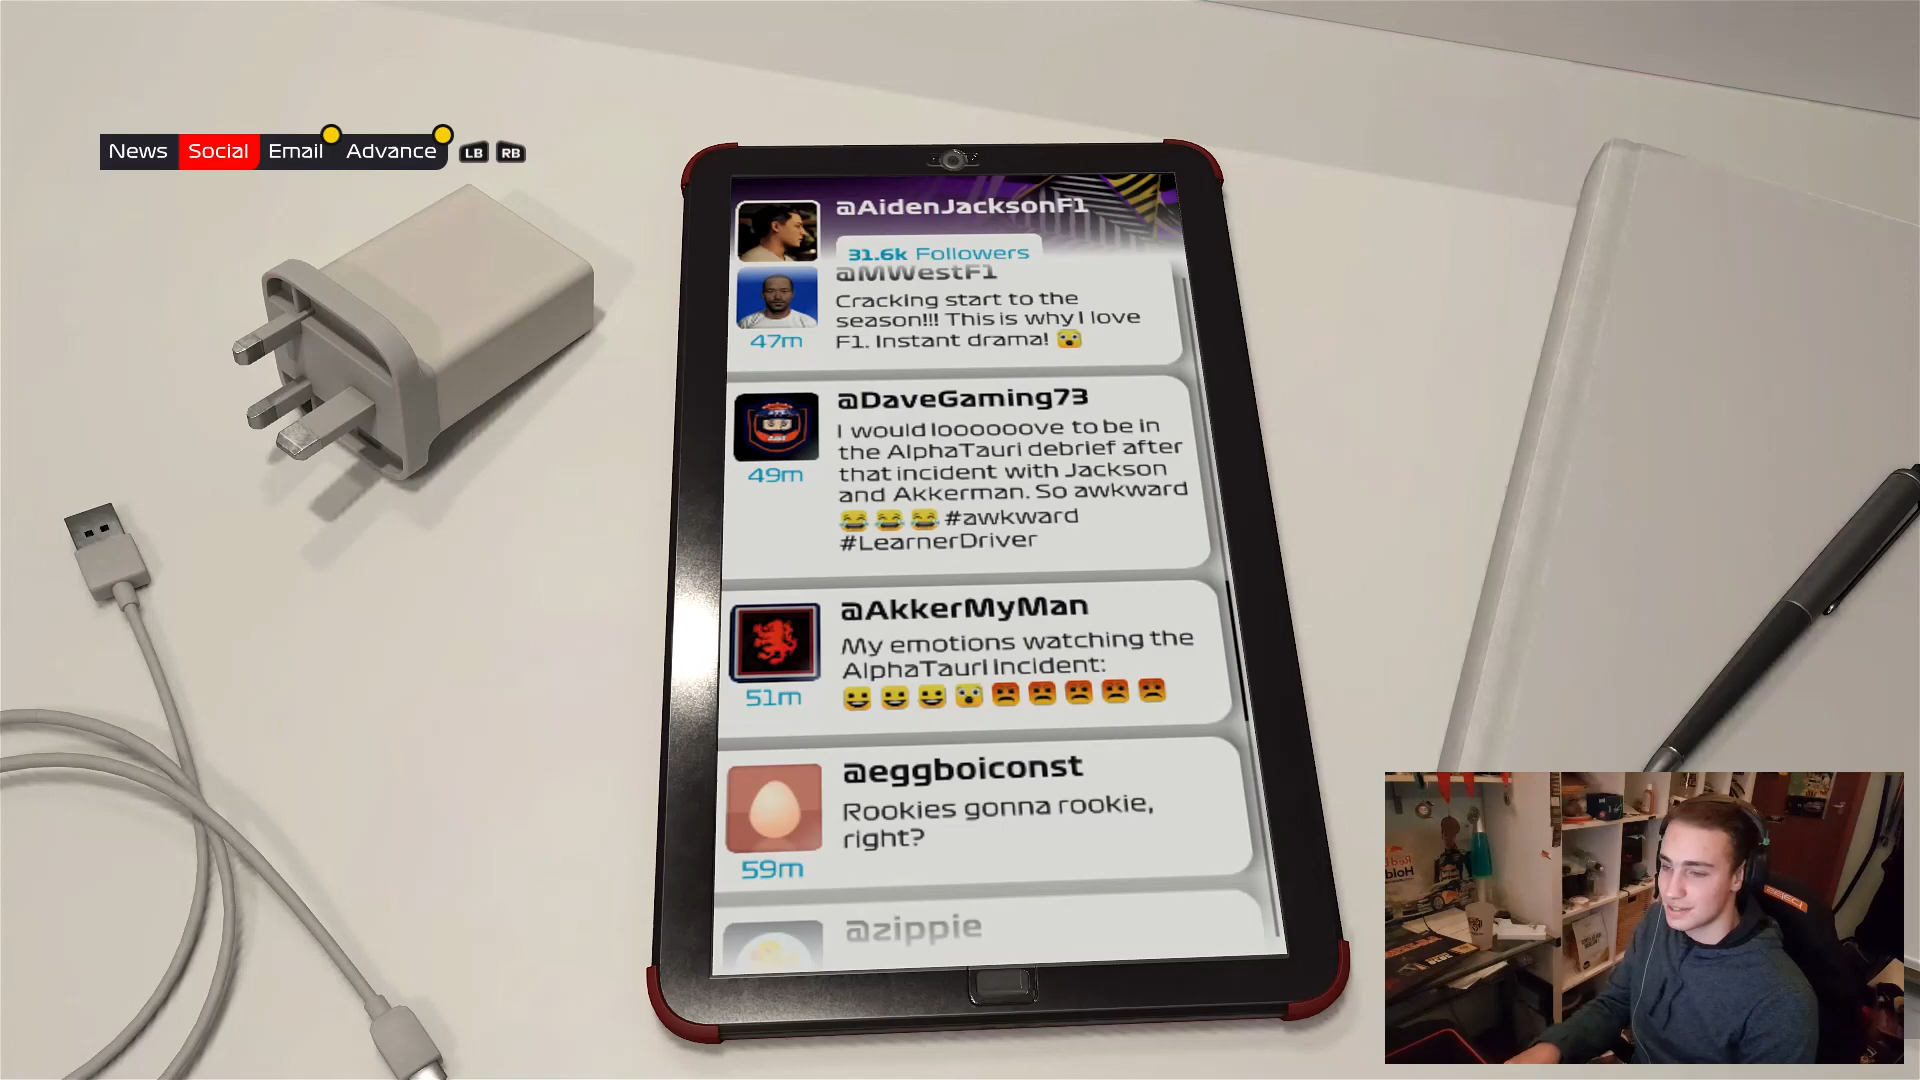 News Social Email Advance LB RB
@AidenJacksonF1
31.6k Followers
@MWestF1
Cracking start to the
season!!! This is why I love
F1. Instant drama! 😲
47m
@DaveGaming73
I would loooooove to be in
the AlphaTauri debrief after
that incident with Jackson
and Akkerman. So awkward
😂 😂 😂 #awkward
#LearnerDriver
49m
@AkkerMyMan
My emotions watching the
AlphaTauri incident:
😀 😀 😀 😲 😡 😡 😡 😡 😡
51m
@eggboiconst
Rookies gonna rookie,
right?
59m
@zippie